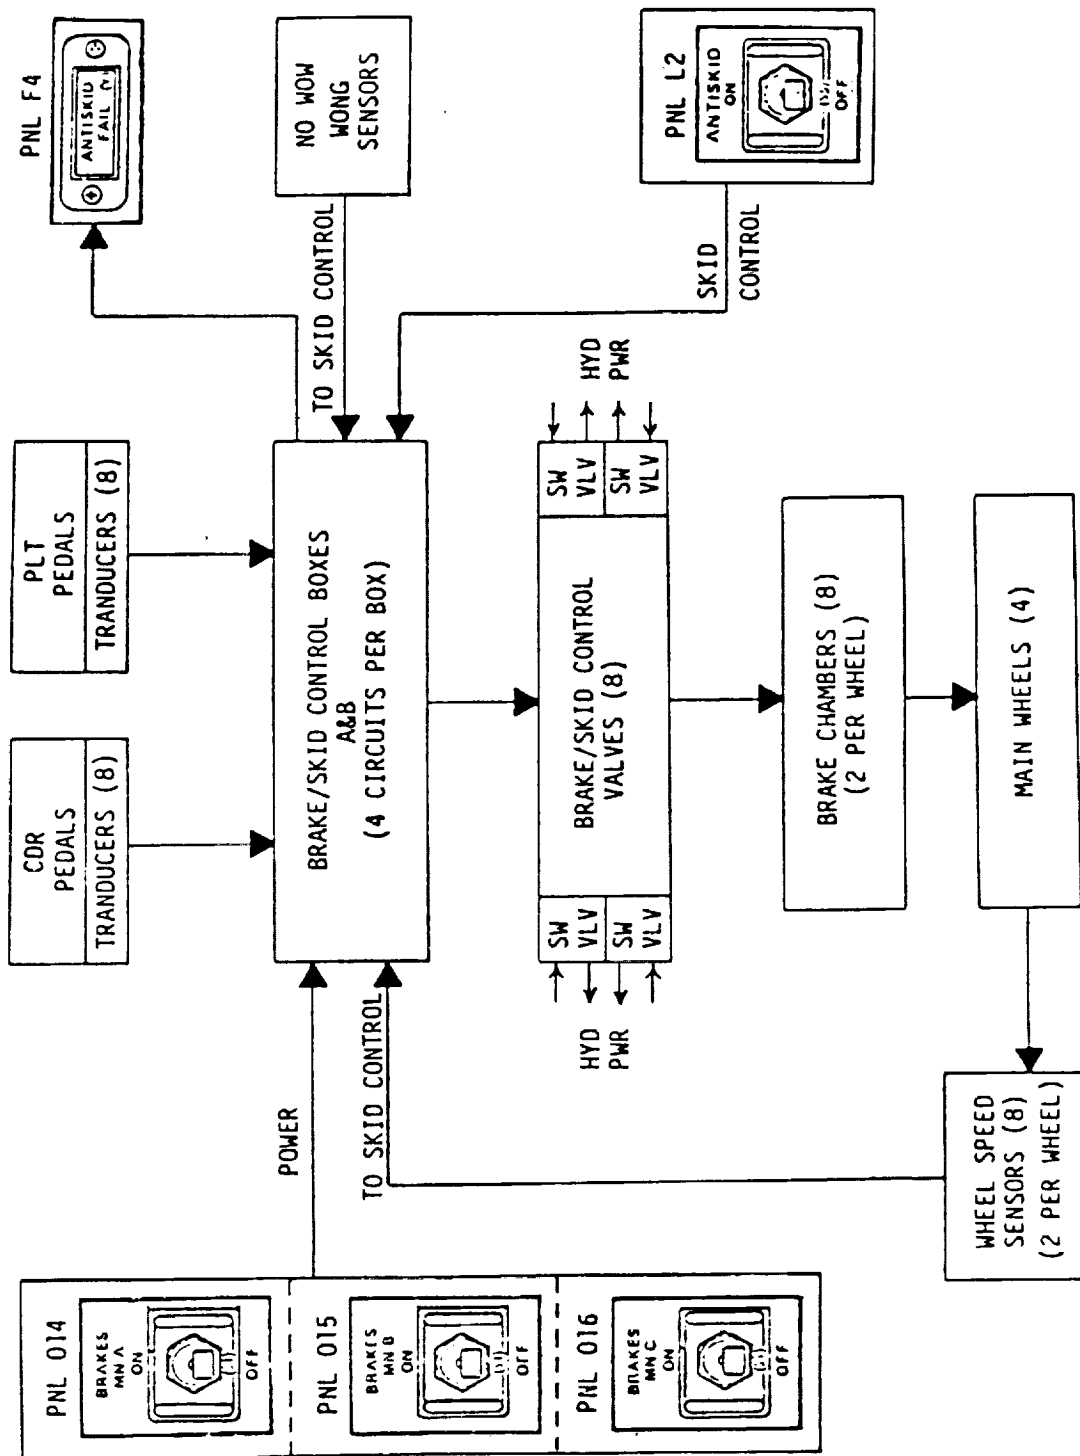 PNL O14
BRAKES
MN A
ON
OFF
PNL O15
BRAKES
MN B
ON
OFF
PNL O16
BRAKES
MN C
ON
OFF
POWER
TO SKID CONTROL
WHEEL SPEED
SENSORS (8)
(2 PER WHEEL)
CDR
PEDALS
TRANDUCERS (8)
PLT
PEDALS
TRANDUCERS (8)
BRAKE/SKID CONTROL BOXES
A&B
(4 CIRCUITS PER BOX)
HYD
PWR
SW
VLV
SW
VLV
BRAKE/SKID CONTROL
VALVES (8)
SW
VLV
SW
VLV
HYD
PWR
BRAKE CHAMBERS (8)
(2 PER WHEEL)
MAIN WHEELS (4)
PNL F4
ANTISKID
FAIL (Y)
TO SKID CONTROL
NO WOW
WONG
SENSORS
SKID
CONTROL
PNL L2
ANTISKID
ON
OFF